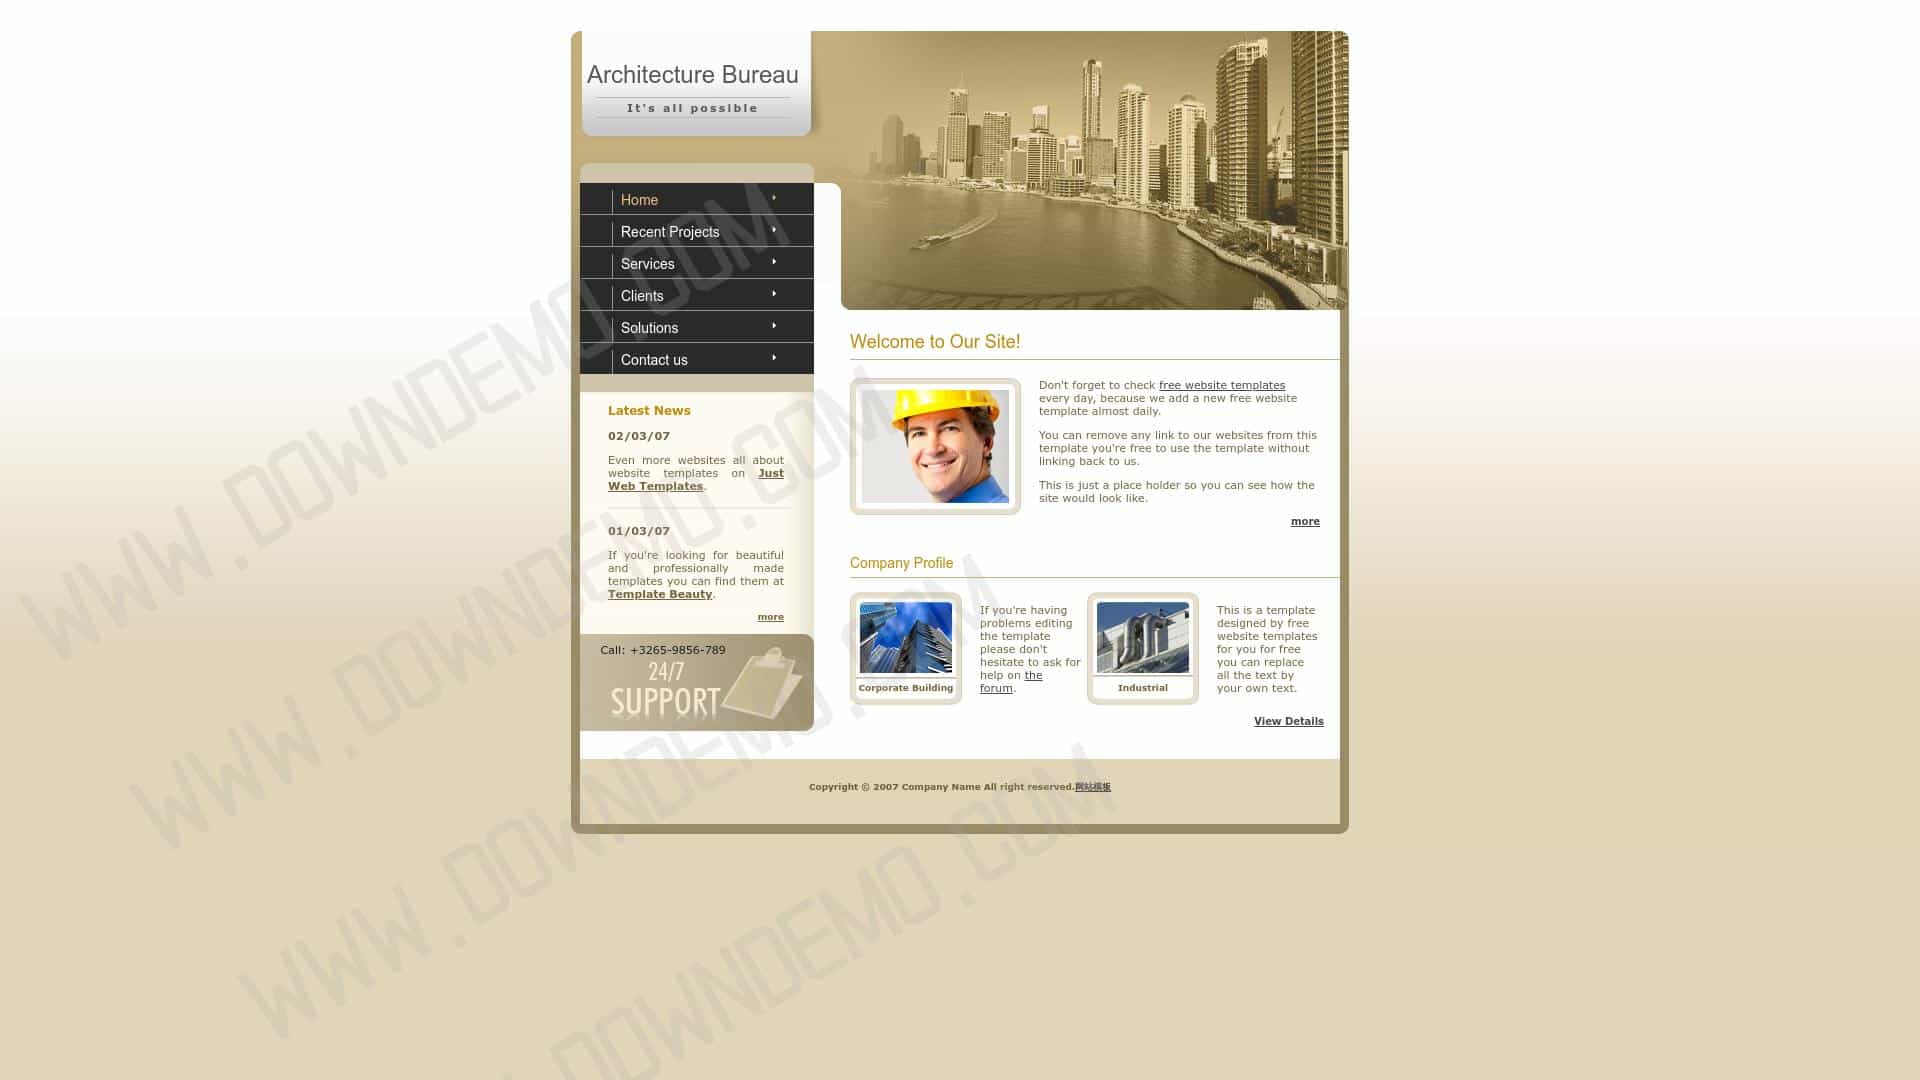 Architecture Bureau
It's all possible
Home
Recent Projects
Services
Clients
Solutions
Contact us
Latest News
02/03/07
Even more websites all about
website templates on Just
Web Templates.
01/03/07
If you're looking for beautiful
and professionally made
templates you can find them at
Template Beauty.
more
Call: +3265-9856-789
24/7
SUPPORT
Welcome to Our Site!
Don't forget to check free website templates
every day, because we add a new free website
template almost daily.
You can remove any link to our websites from this
template you're free to use the template without
linking back to us.
This is just a place holder so you can see how the
site would look like.
more
Company Profile
Corporate Building
If you're having
problems editing
the template
please don't
hesitate to ask for
help on the
forum.
Industrial
This is a template
designed by free
website templates
for you for free
you can replace
all the text by
your own text.
View Details
Copyright © 2007 Company Name All right reserved.网站模板
WWW.DOWNDEMO.COM
WWW.DOWNDEMO.COM
WWW.DOWNDEMO.COM
.DOWNDEMO.COM